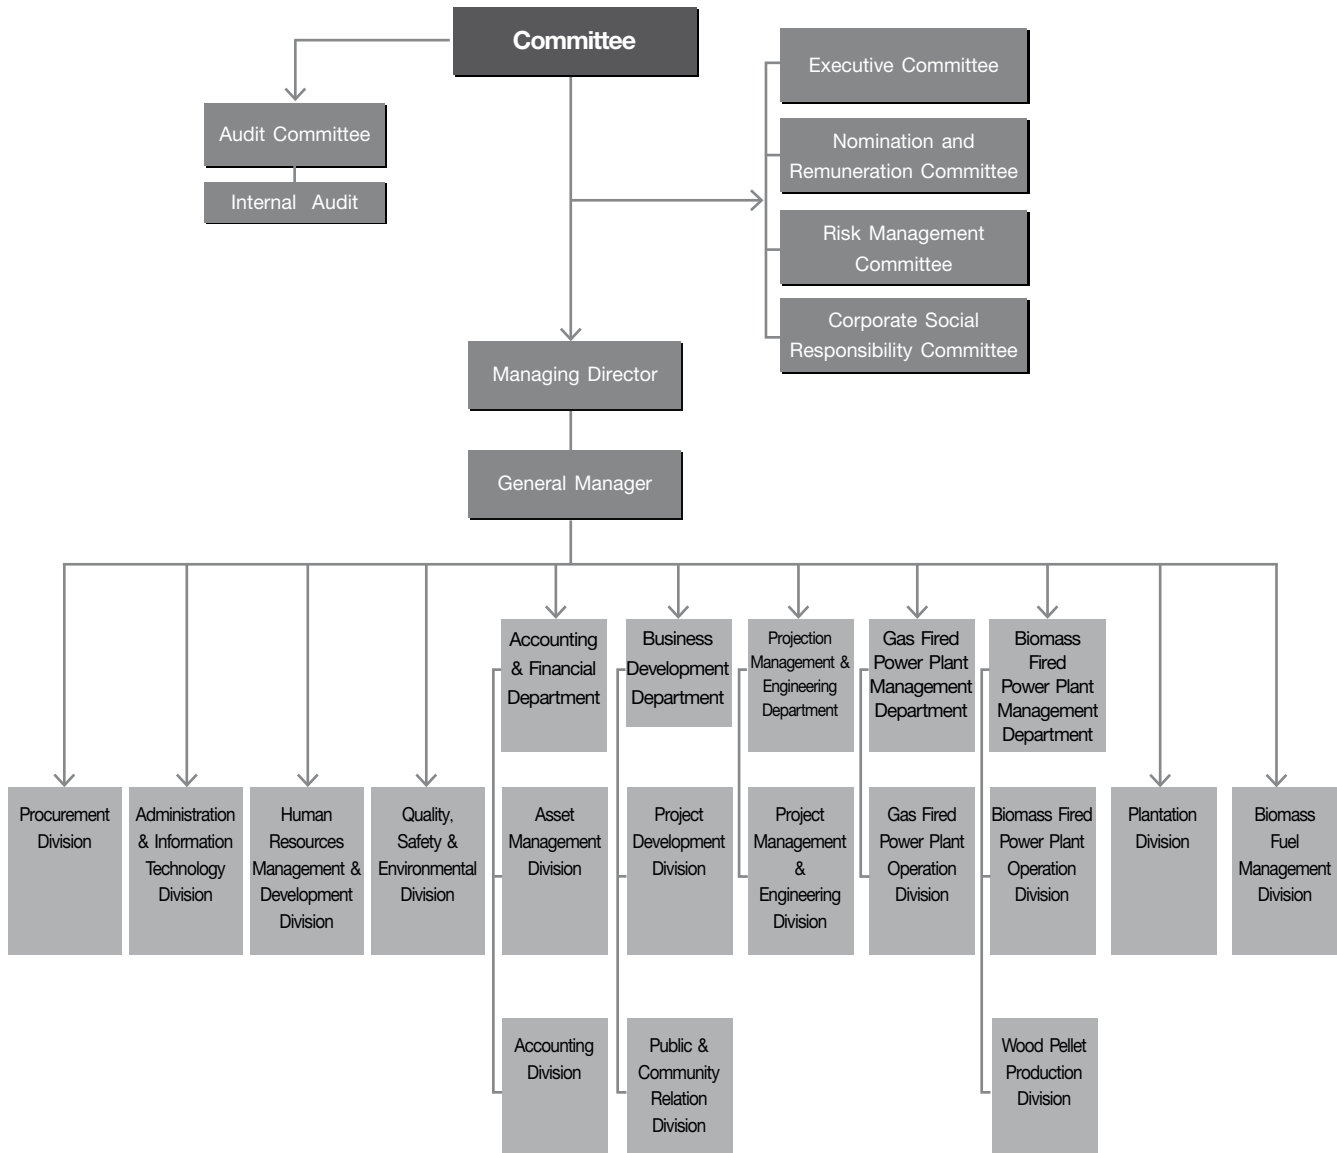 Committee
Executive Committee
Audit Committee
Nomination and
Remuneration Committee
Internal Audit
Risk Management
Committee
Corporate Social
Responsibility Committee
Managing Director
General Manager
Accounting
& Financial
Department
Business
Development
Department
Projection
Management &
Engineering
Department
Gas Fired
Power Plant
Management
Department
Biomass
Fired
Power Plant
Management
Department
Procurement
Division
Administration
& Information
Technology
Division
Human
Resources
Management &
Development
Division
Quality,
Safety &
Environmental
Division
Asset
Management
Division
Project
Development
Division
Project
Management
&
Engineering
Division
Gas Fired
Power Plant
Operation
Division
Biomass Fired
Power Plant
Operation
Division
Plantation
Division
Biomass
Fuel
Management
Division
Accounting
Division
Public &
Community
Relation
Division
Wood Pellet
Production
Division